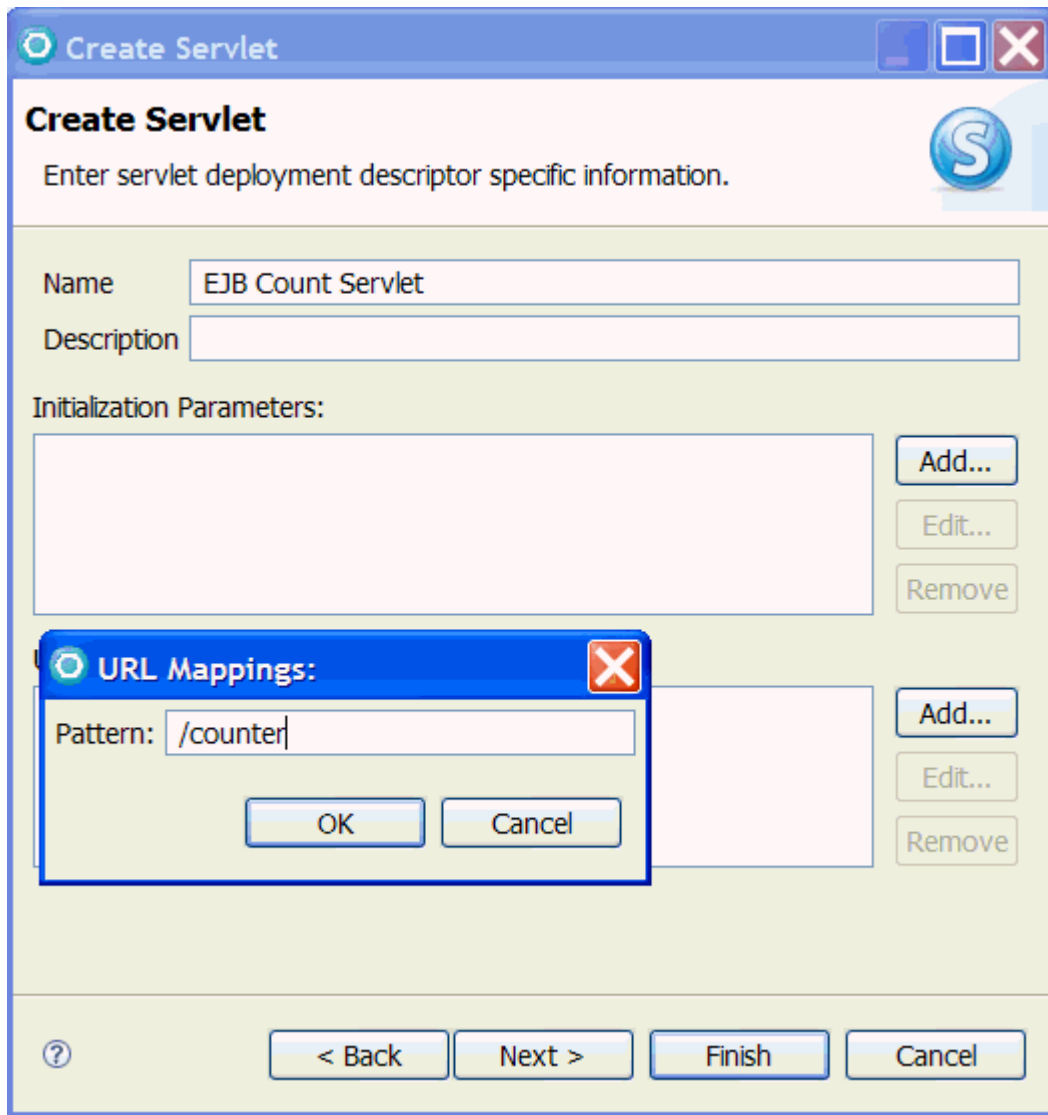 Create Servlet
Create Servlet
Enter servlet deployment descriptor specific information.
S
Name EJB Count Servlet
Description
Initialization Parameters:
Add...
Edit...
Remove
URL Mappings:
Pattern: /counter
OK Cancel
Add...
Edit...
Remove
? < Back Next > Finish Cancel